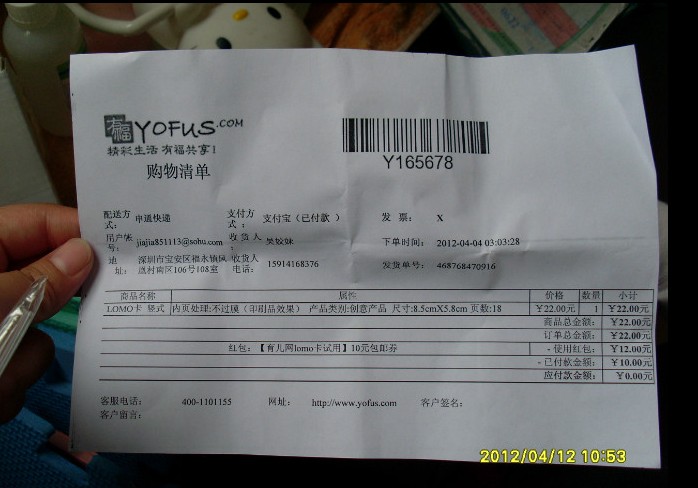 有福 YOFUS.COM
精彩生活 有福共享!
购物清单
Y165678
配送方式: 申通快递 支付方式: 支付宝(已付款) 发 票: X
用户帐号: jiajia851113@sohu.com 收货人: 吴姣妹 下单时间: 2012-04-04 03:03:28
地址: 深圳市宝安区福永镇凤凰村南区106号108室 收货人电话: 15914168376 发货单号: 468768470916
商品名称 属性 价格 数量 小计
LOMO卡 竖式 内页处理:不过膜(印刷品效果) 产品类别:创意产品 尺寸:8.5cmX5.8cm 页数:18 ¥22.00元 1 ¥22.00元
商品总金额: ¥22.00元
订单总金额: ¥22.00元
红包: 【育儿网lomo卡试用】10元包邮券 - 使用红包: ¥12.00元
- 已付款金额: ¥10.00元
应付款金额: ¥0.00元
客服电话: 400-1101155 网址: http://www.yofus.com 客户签名:
客户留言:
2012/04/12 10:53